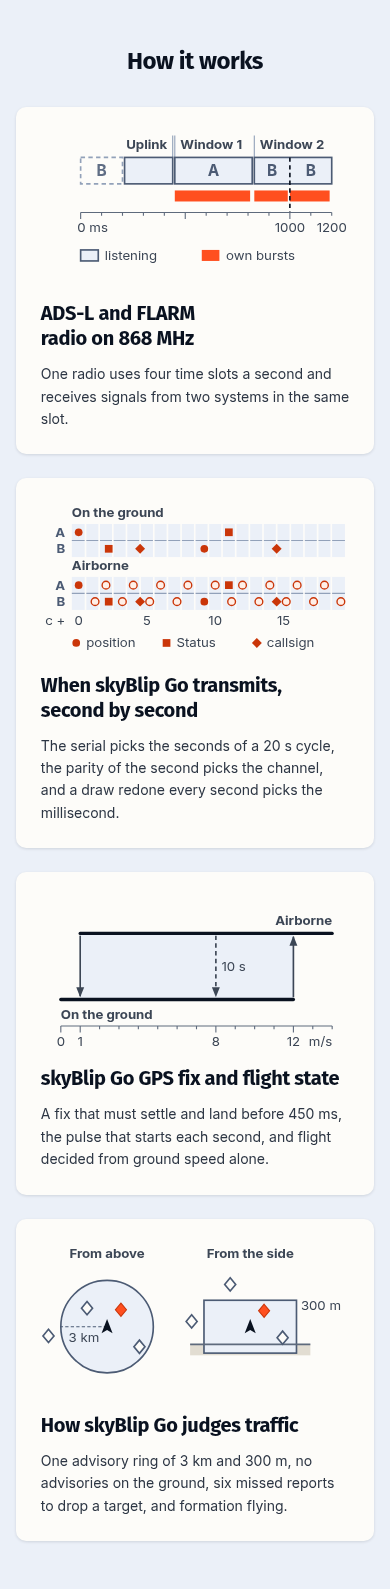 How it works
Uplink Window 1 Window 2
B A B B
0 ms 1000 1200
listening own bursts
ADS-L and FLARM
radio on 868 MHz
One radio uses four time slots a second and
receives signals from two systems in the same
slot.
On the ground
A
B
Airborne
A
B
c + 0 5 10 15
position Status callsign
When skyBlip Go transmits,
second by second
The serial picks the seconds of a 20 s cycle,
the parity of the second picks the channel,
and a draw redone every second picks the
millisecond.
Airborne
10 s
On the ground
0 1 8 12 m/s
skyBlip Go GPS fix and flight state
A fix that must settle and land before 450 ms,
the pulse that starts each second, and flight
decided from ground speed alone.
From above From the side
300 m
3 km
How skyBlip Go judges traffic
One advisory ring of 3 km and 300 m, no
advisories on the ground, six missed reports
to drop a target, and formation flying.